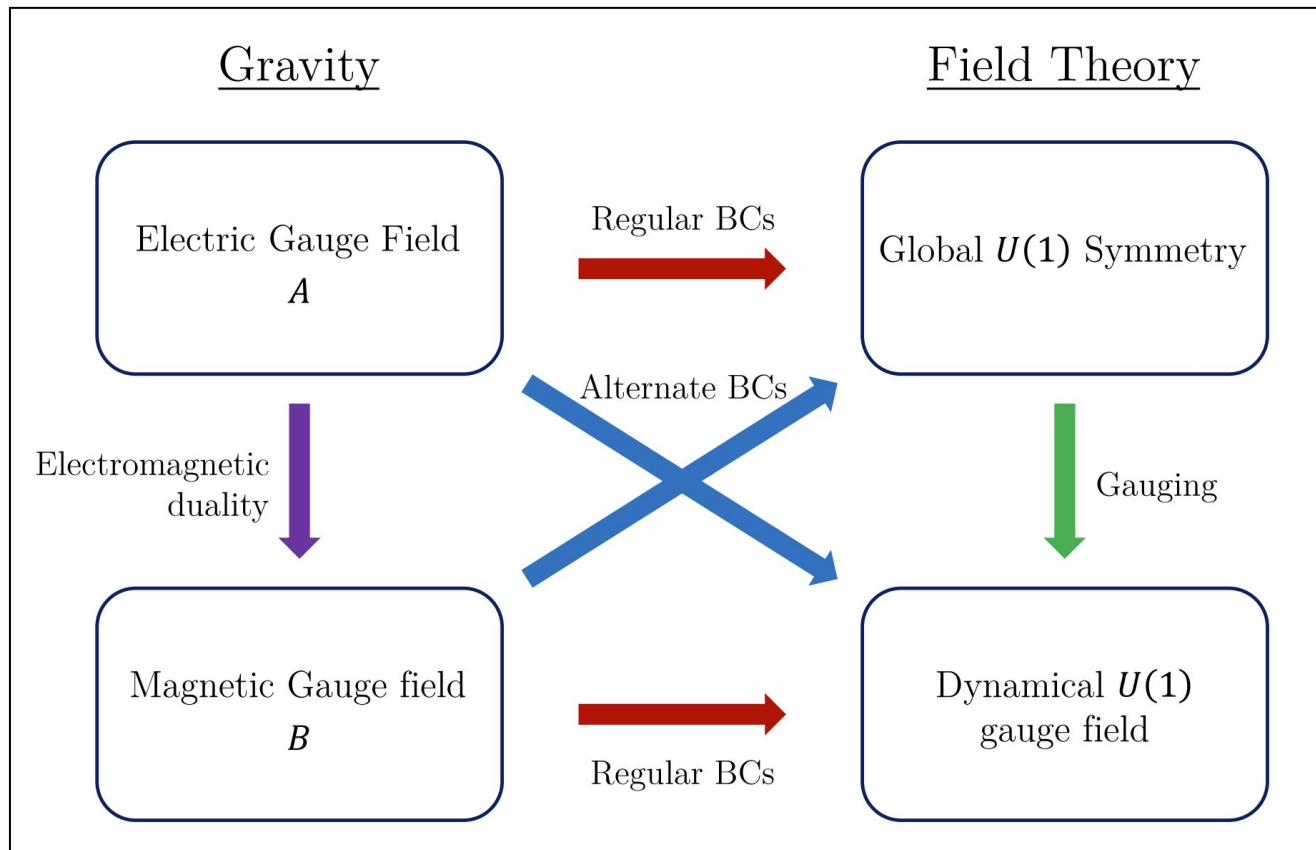 Gravity
Field Theory
Electric Gauge Field
A
Regular BCs
Global U(1) Symmetry
Alternate BCs
Electromagnetic
duality
Gauging
Magnetic Gauge field
B
Regular BCs
Dynamical U(1)
gauge field